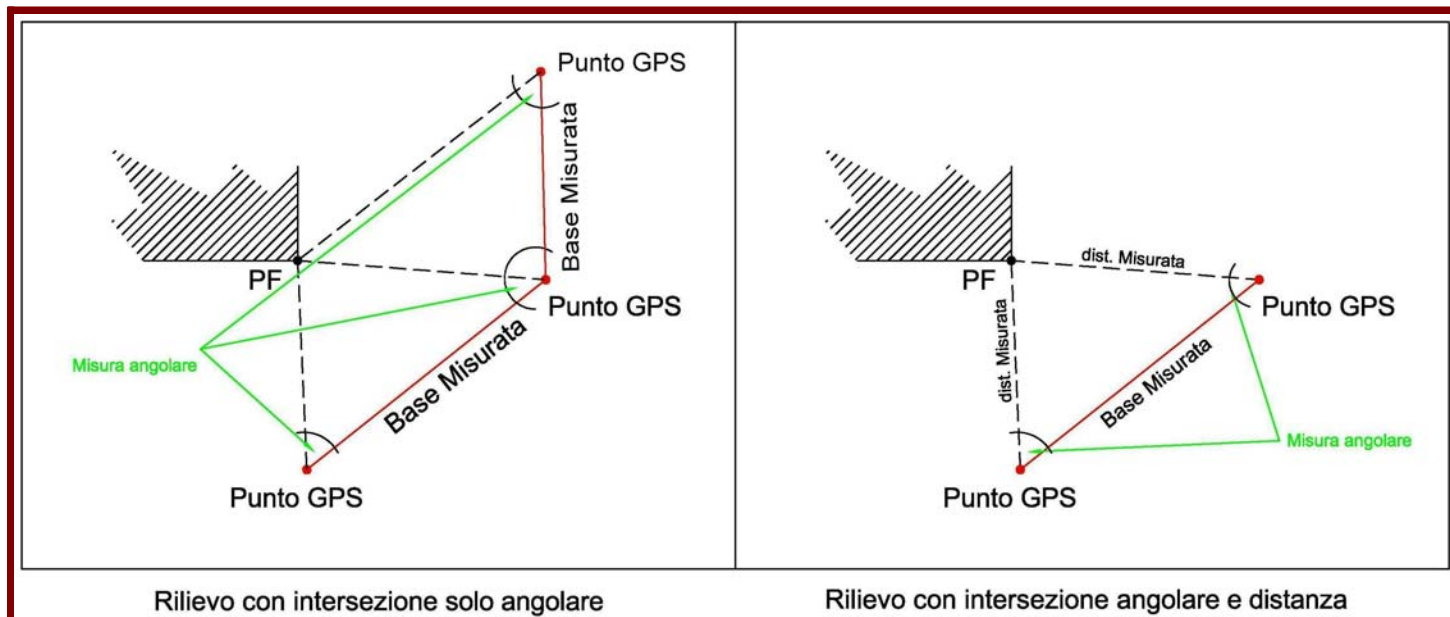 Punto GPS
Base Misurata
PF
Punto GPS
Misura angolare
Base Misurata
Punto GPS
Rilievo con intersezione solo angolare
dist. Misurata
PF
Punto GPS
dist. Misurata
Base Misurata
Misura angolare
Punto GPS
Rilievo con intersezione angolare e distanza